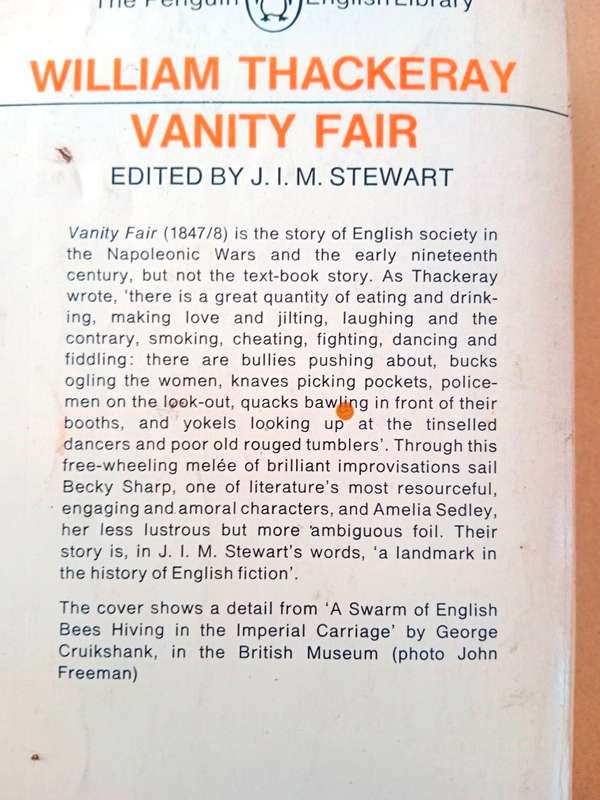 The Penguin English Library
WILLIAM THACKERAY
VANITY FAIR
EDITED BY J. I. M. STEWART
Vanity Fair (1847/8) is the story of English society in
the Napoleonic Wars and the early nineteenth
century, but not the text-book story. As Thackeray
wrote, 'there is a great quantity of eating and drink-
ing, making love and jilting, laughing and the
contrary, smoking, cheating, fighting, dancing and
fiddling: there are bullies pushing about, bucks
ogling the women, knaves picking pockets, police-
men on the look-out, quacks bawling in front of their
booths, and yokels looking up at the tinselled
dancers and poor old rouged tumblers'. Through this
free-wheeling melée of brilliant improvisations sail
Becky Sharp, one of literature's most resourceful,
engaging and amoral characters, and Amelia Sedley,
her less lustrous but more ambiguous foil. Their
story is, in J. I. M. Stewart's words, 'a landmark in
the history of English fiction'.
The cover shows a detail from 'A Swarm of English
Bees Hiving in the Imperial Carriage' by George
Cruikshank, in the British Museum (photo John
Freeman)